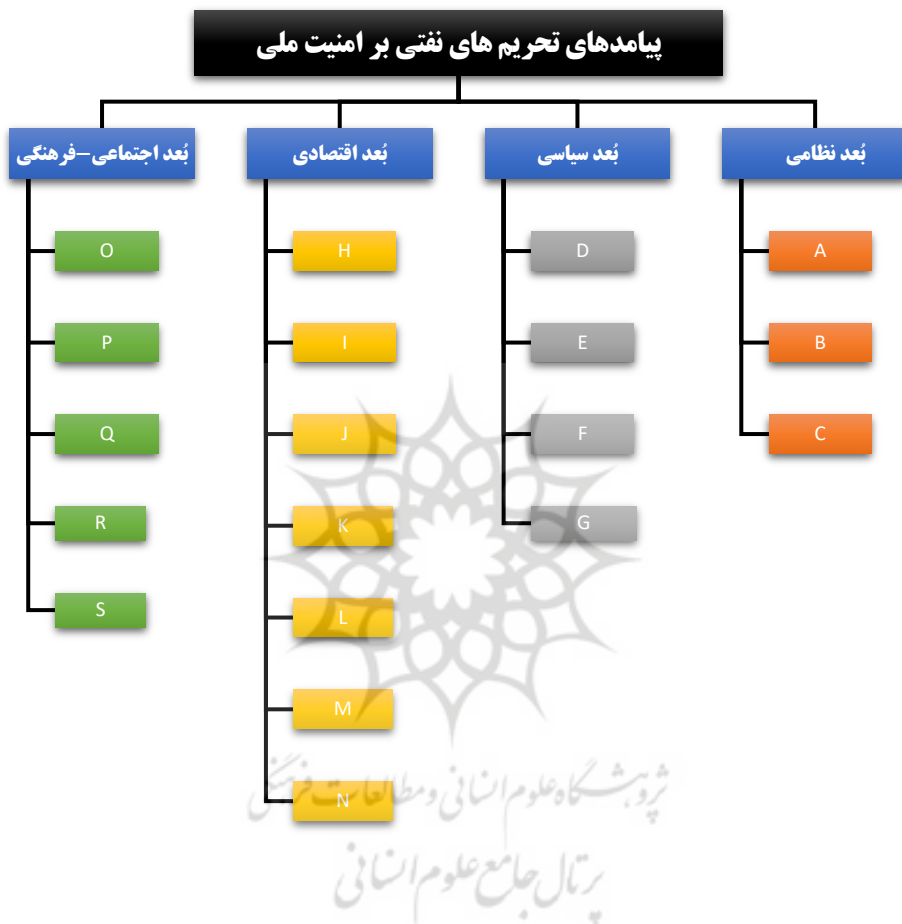 پیامدهای تحریم های نفتی بر امنیت ملی
بُعد نظامی
A
B
C
بُعد سیاسی
D
E
F
G
بُعد اقتصادی
H
I
J
K
L
M
N
بُعد اجتماعی-فرهنگی
O
P
Q
R
S
پژوهشگاه علوم انسانی و مطالعات فرهنگی
پرتال جامع علوم انسانی